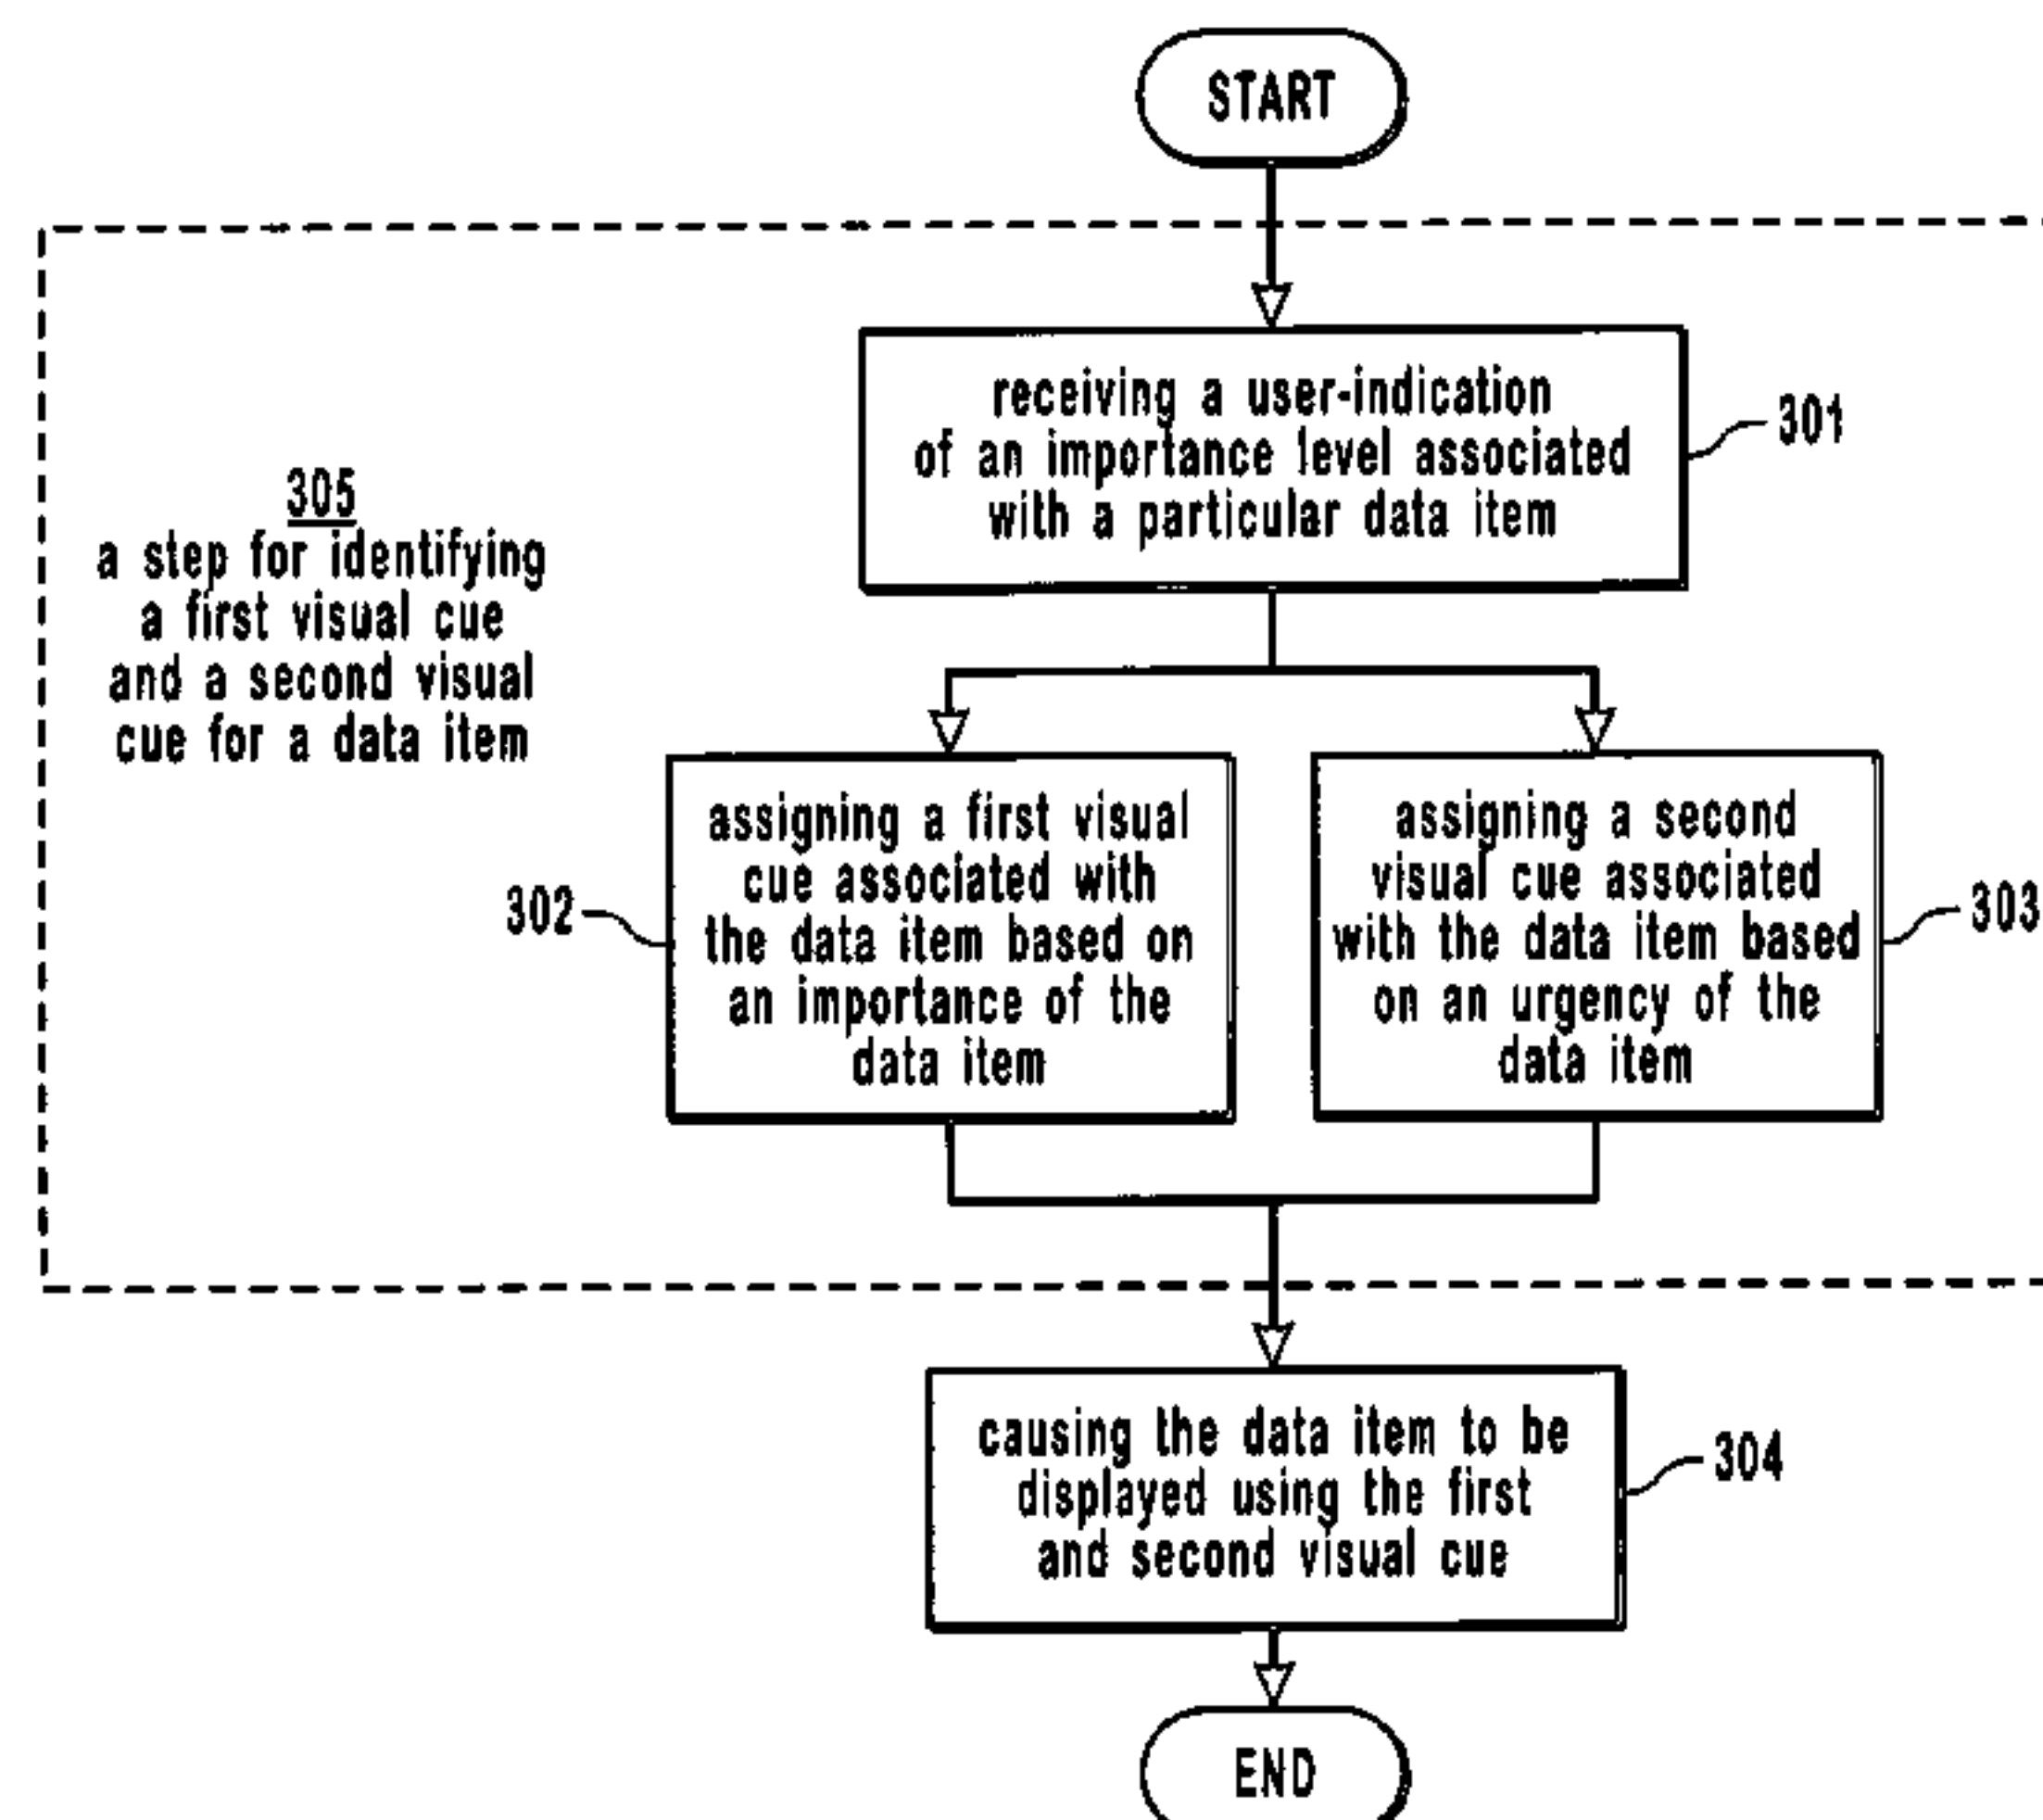 START
receiving a user-indication
of an importance level associated
with a particular data item
301
305
a step for identifying
a first visual cue
and a second visual
cue for a data item
assigning a first visual
cue associated with
the data item based on
an importance of the
data item
302
assigning a second
visual cue associated
with the data item based
on an urgency of the
data item
303
causing the data item to be
displayed using the first
and second visual cue
304
END